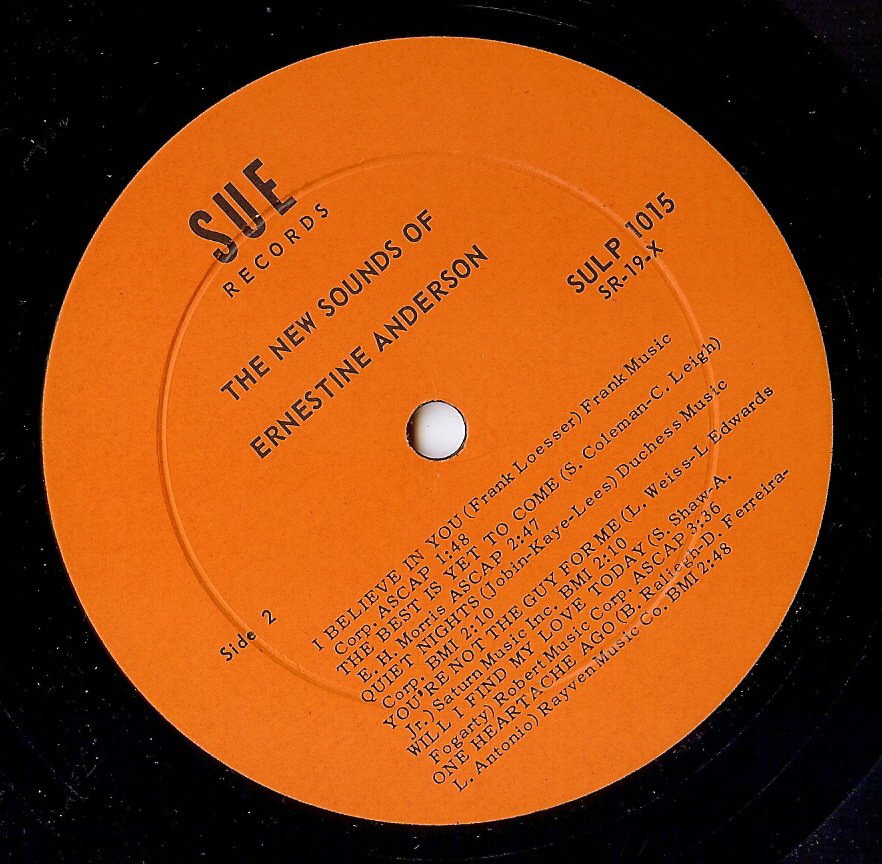 SUE
RECORDS
THE NEW SOUNDS OF
ERNESTINE ANDERSON
SULP 1015
SR-19-X
Side 2
I BELIEVE IN YOU (Frank Loesser) Frank Music
Corp. ASCAP 1:48
THE BEST IS YET TO COME (S. Coleman-C. Leigh)
E. H. Morris ASCAP 2:47
QUIET NIGHTS (Jobin-Kaye-Lees) Duchess Music
Corp. BMI 2:10
YOU'RE NOT THE GUY FOR ME (L. Weiss-L. Edwards
Jr.) Saturn Music Inc. BMI 2:10
WILL I FIND MY LOVE TODAY (S. Shaw-A.
Fogarty) Robert Music Corp. ASCAP 3:36
ONE HEARTACHE AGO (B. Raliegh-D. Ferreira-
L. Antonio) Rayven Music Co. BMI 2:48